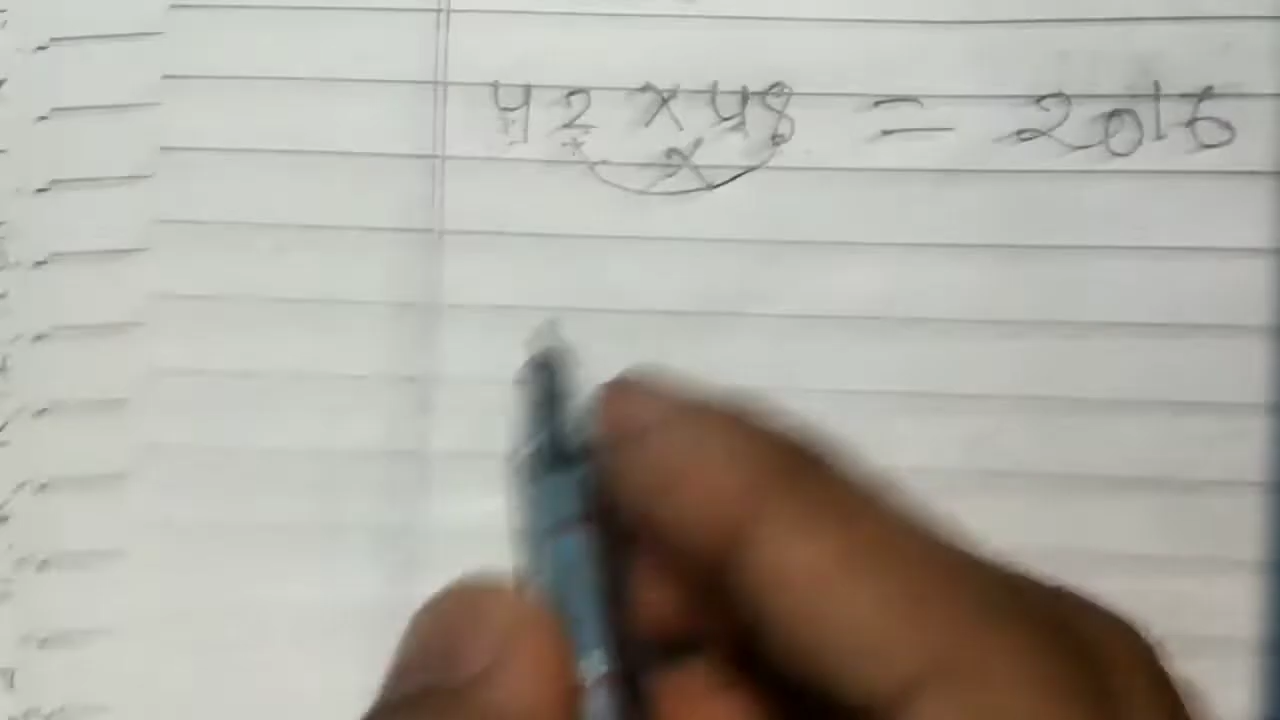 42 × 48 = 2016
×